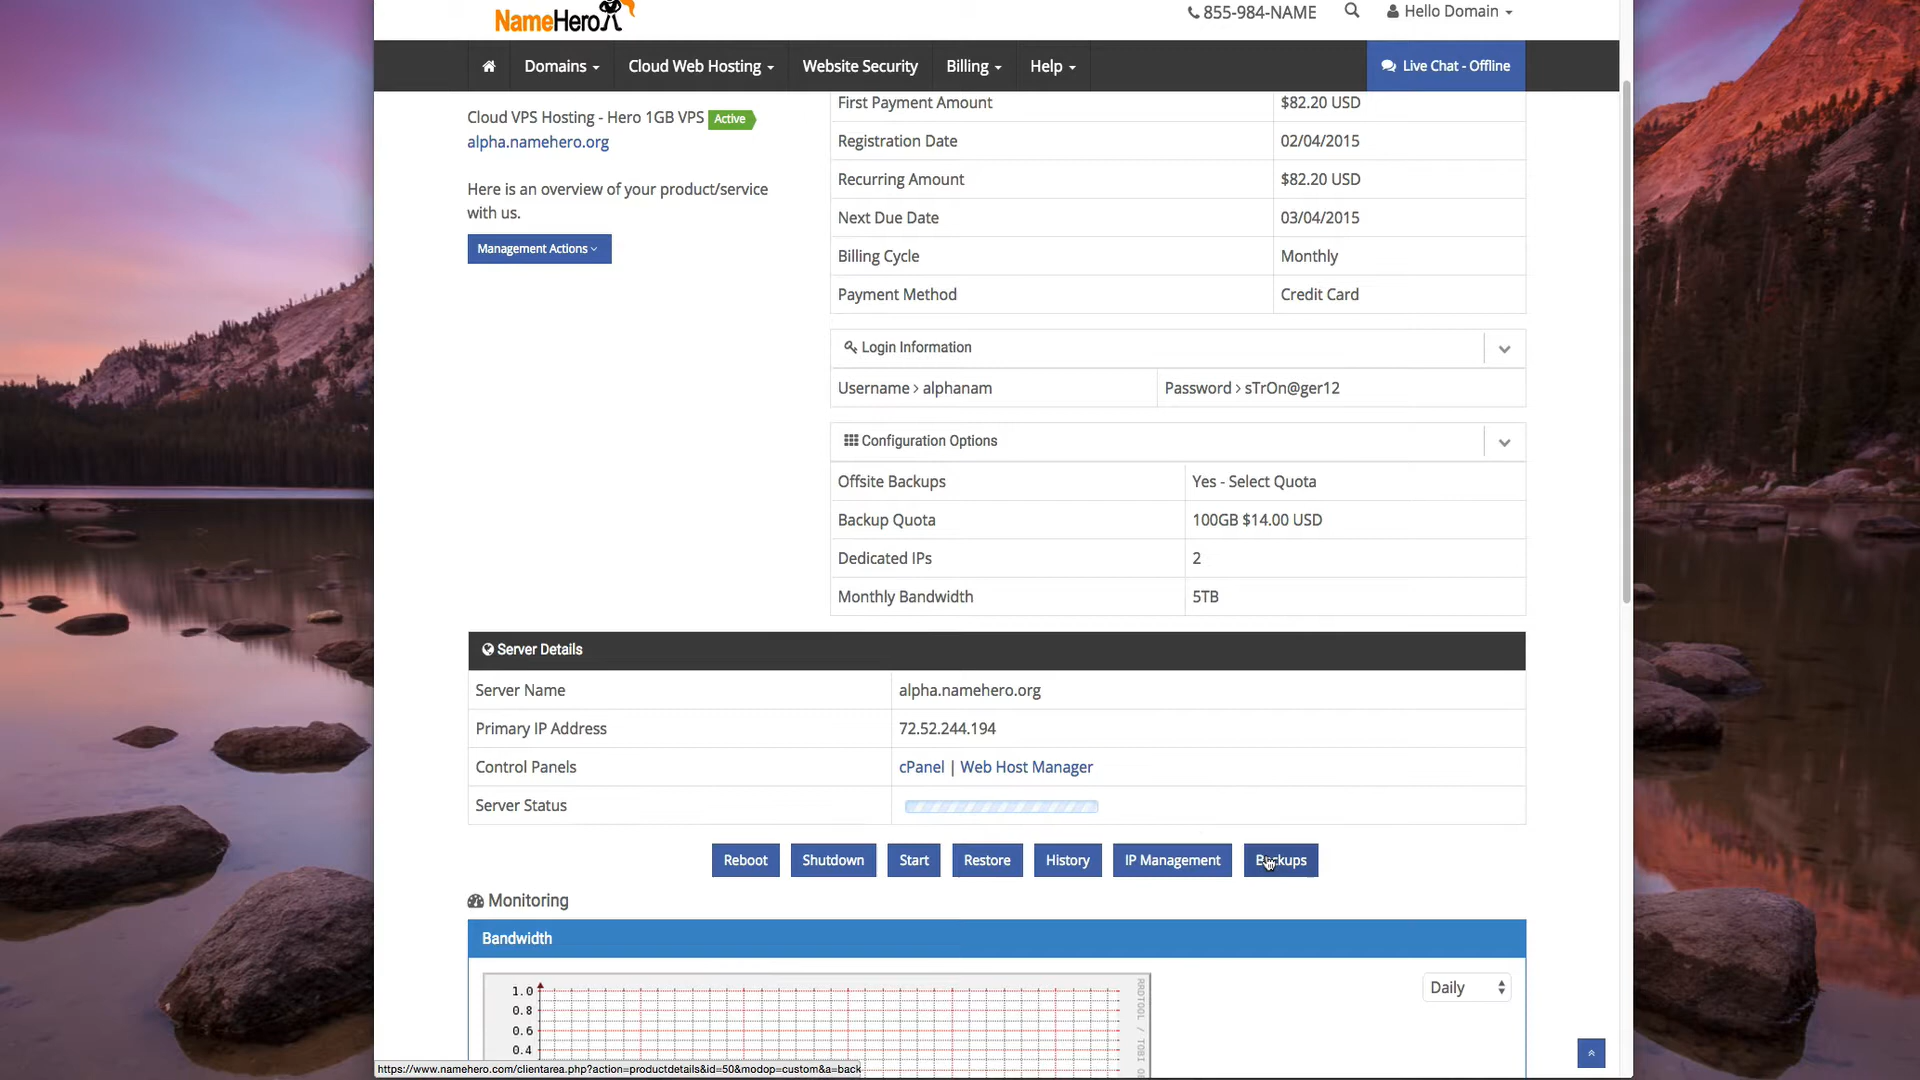 NameHero
855-984-NAME
Hello Domain
Domains
Cloud Web Hosting
Website Security
Billing
Help
Live Chat - Offline
Cloud VPS Hosting - Hero 1GB VPS Active
alpha.namehero.org
Here is an overview of your product/service
with us.
Management Actions
First Payment Amount $82.20 USD
Registration Date 02/04/2015
Recurring Amount $82.20 USD
Next Due Date 03/04/2015
Billing Cycle Monthly
Payment Method Credit Card
Login Information
Username > alphanam Password > sTrOn@ger12
Configuration Options
Offsite Backups Yes - Select Quota
Backup Quota 100GB $14.00 USD
Dedicated IPs 2
Monthly Bandwidth 5TB
Server Details
Server Name alpha.namehero.org
Primary IP Address 72.52.244.194
Control Panels cPanel | Web Host Manager
Server Status
Reboot Shutdown Start Restore History IP Management Backups
Monitoring
Bandwidth
Daily
1.0
0.8
0.6
0.4
RRDTOOL / TOBI O
https://www.namehero.com/clientarea.php?action=productdetails&id=50&modop=custom&a=back